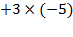 +3 × (−5)